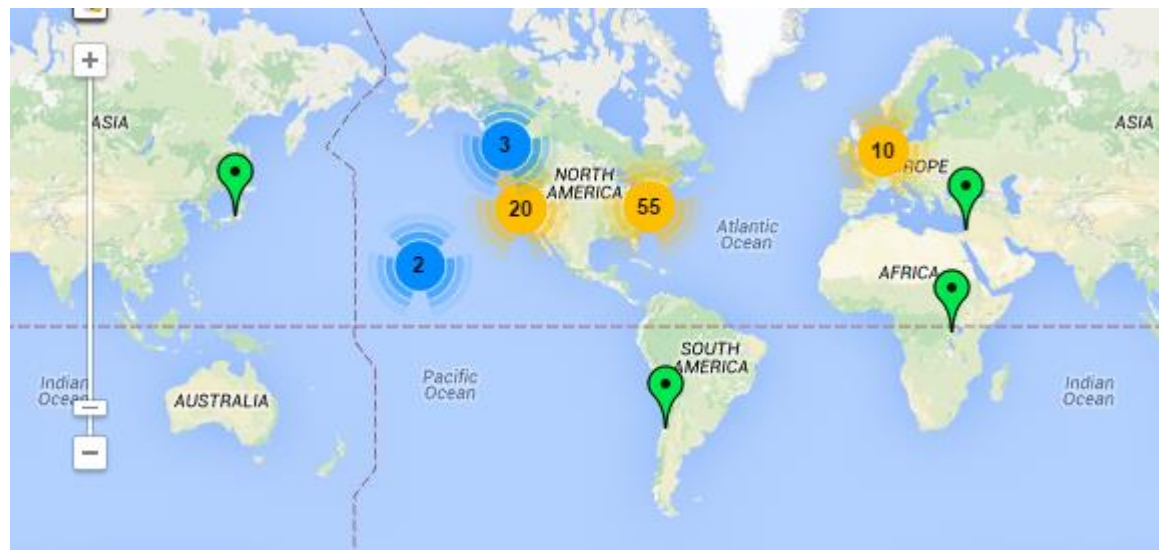 +
ASIA
3
10
ASIA
EUROPE
NORTH
AMERICA
20
55
Atlantic
Ocean
2
AFRICA
SOUTH
AMERICA
Indian
Ocean
AUSTRALIA
Pacific
Ocean
Indian
Ocean
−